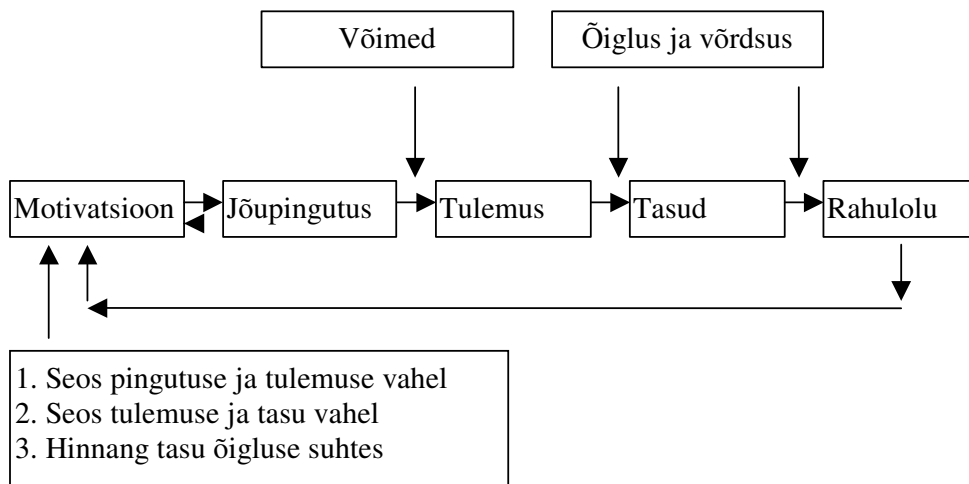 Võimed
Õiglus ja võrdsus
Motivatsioon
Jõupingutus
Tulemus
Tasud
Rahulolu
1. Seos pingutuse ja tulemuse vahel
2. Seos tulemuse ja tasu vahel
3. Hinnang tasu õigluse suhtes